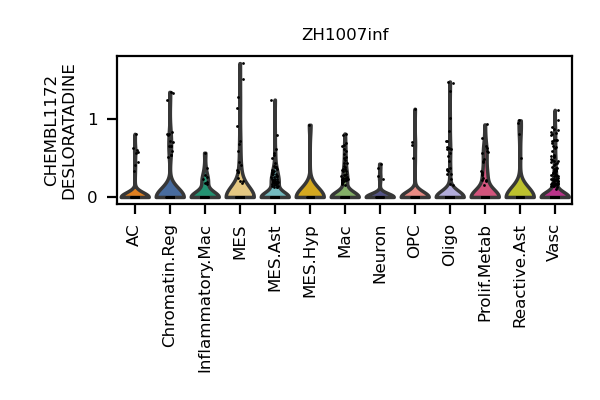 ZH1007inf
CHEMBL1172
DESLORATADINE
1
0
AC
Chromatin.Reg
Inflammatory.Mac
MES
MES.Ast
MES.Hyp
Mac
Neuron
OPC
Oligo
Prolif.Metab
Reactive.Ast
Vasc